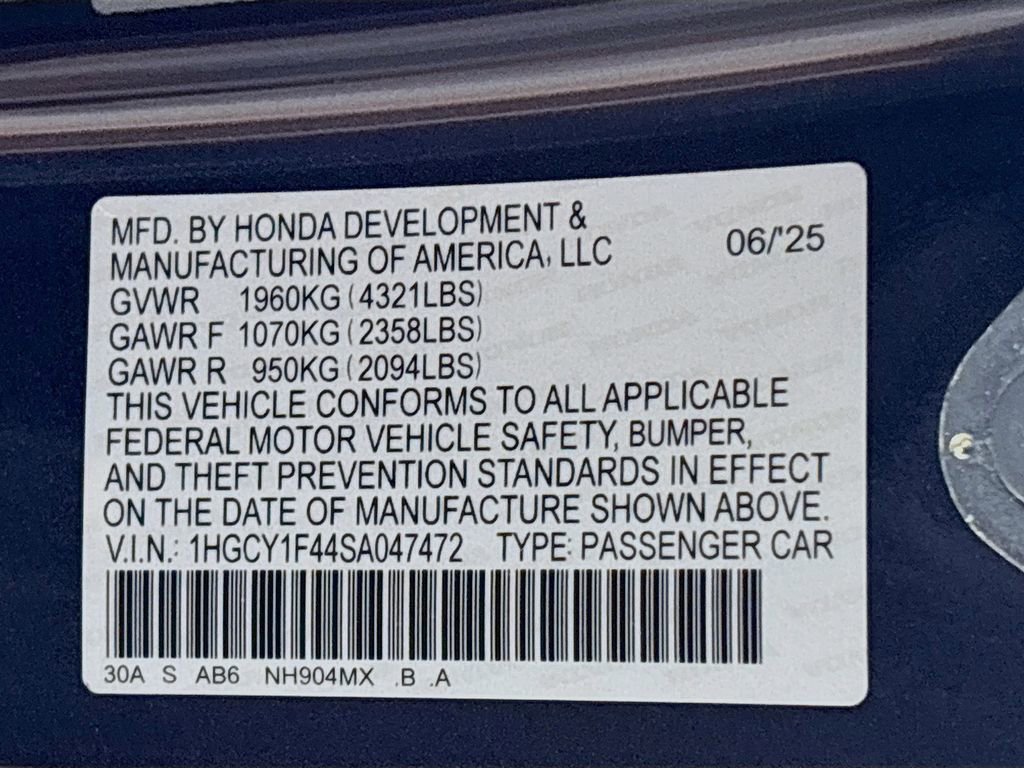 MFD. BY HONDA DEVELOPMENT &
MANUFACTURING OF AMERICA, LLC 06/'25
GVWR 1960KG (4321LBS)
GAWR F 1070KG (2358LBS)
GAWR R 950KG (2094LBS)
THIS VEHICLE CONFORMS TO ALL APPLICABLE
FEDERAL MOTOR VEHICLE SAFETY, BUMPER,
AND THEFT PREVENTION STANDARDS IN EFFECT
ON THE DATE OF MANUFACTURE SHOWN ABOVE.
V.I.N.: 1HGCY1F44SA047472 TYPE: PASSENGER CAR
30A S AB6 NH904MX .B .A